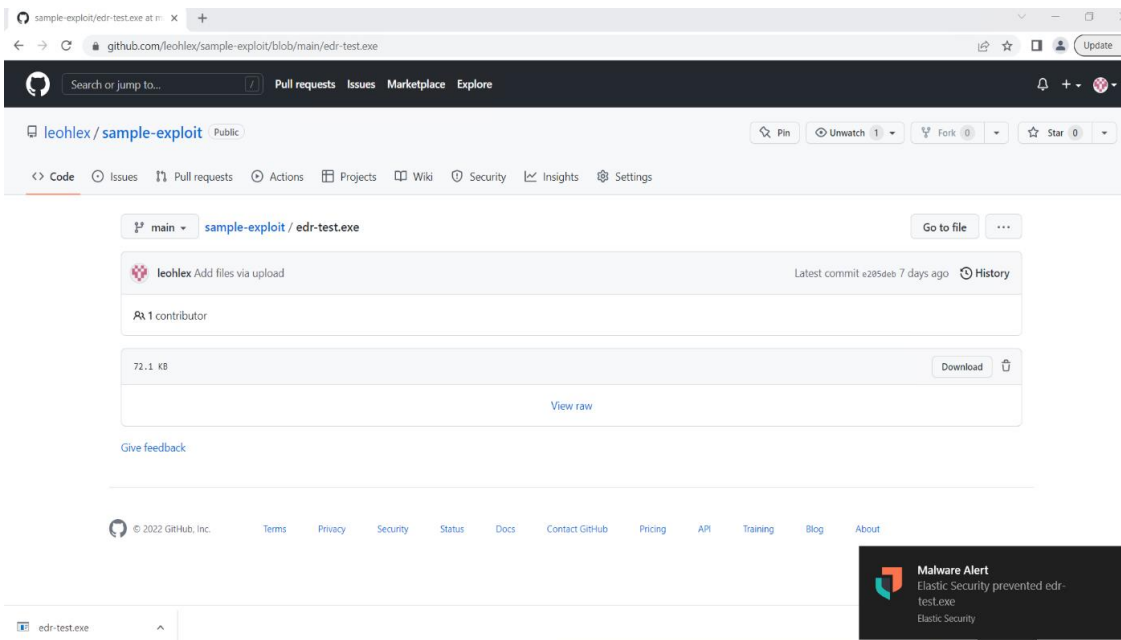 sample-exploit/edr-test.exe at m
github.com/leohlex/sample-exploit/blob/main/edr-test.exe
Update
Search or jump to... / Pull requests Issues Marketplace Explore
leohlex / sample-exploit Public
Pin Unwatch 1 Fork 0 Star 0
Code Issues Pull requests Actions Projects Wiki Security Insights Settings
main sample-exploit / edr-test.exe Go to file ...
leohlex Add files via upload Latest commit e205deb 7 days ago History
1 contributor
72.1 KB Download
View raw
Give feedback
© 2022 GitHub, Inc. Terms Privacy Security Status Docs Contact GitHub Pricing API Training Blog About
Malware Alert
Elastic Security prevented edr-
test.exe
Elastic Security
edr-test.exe